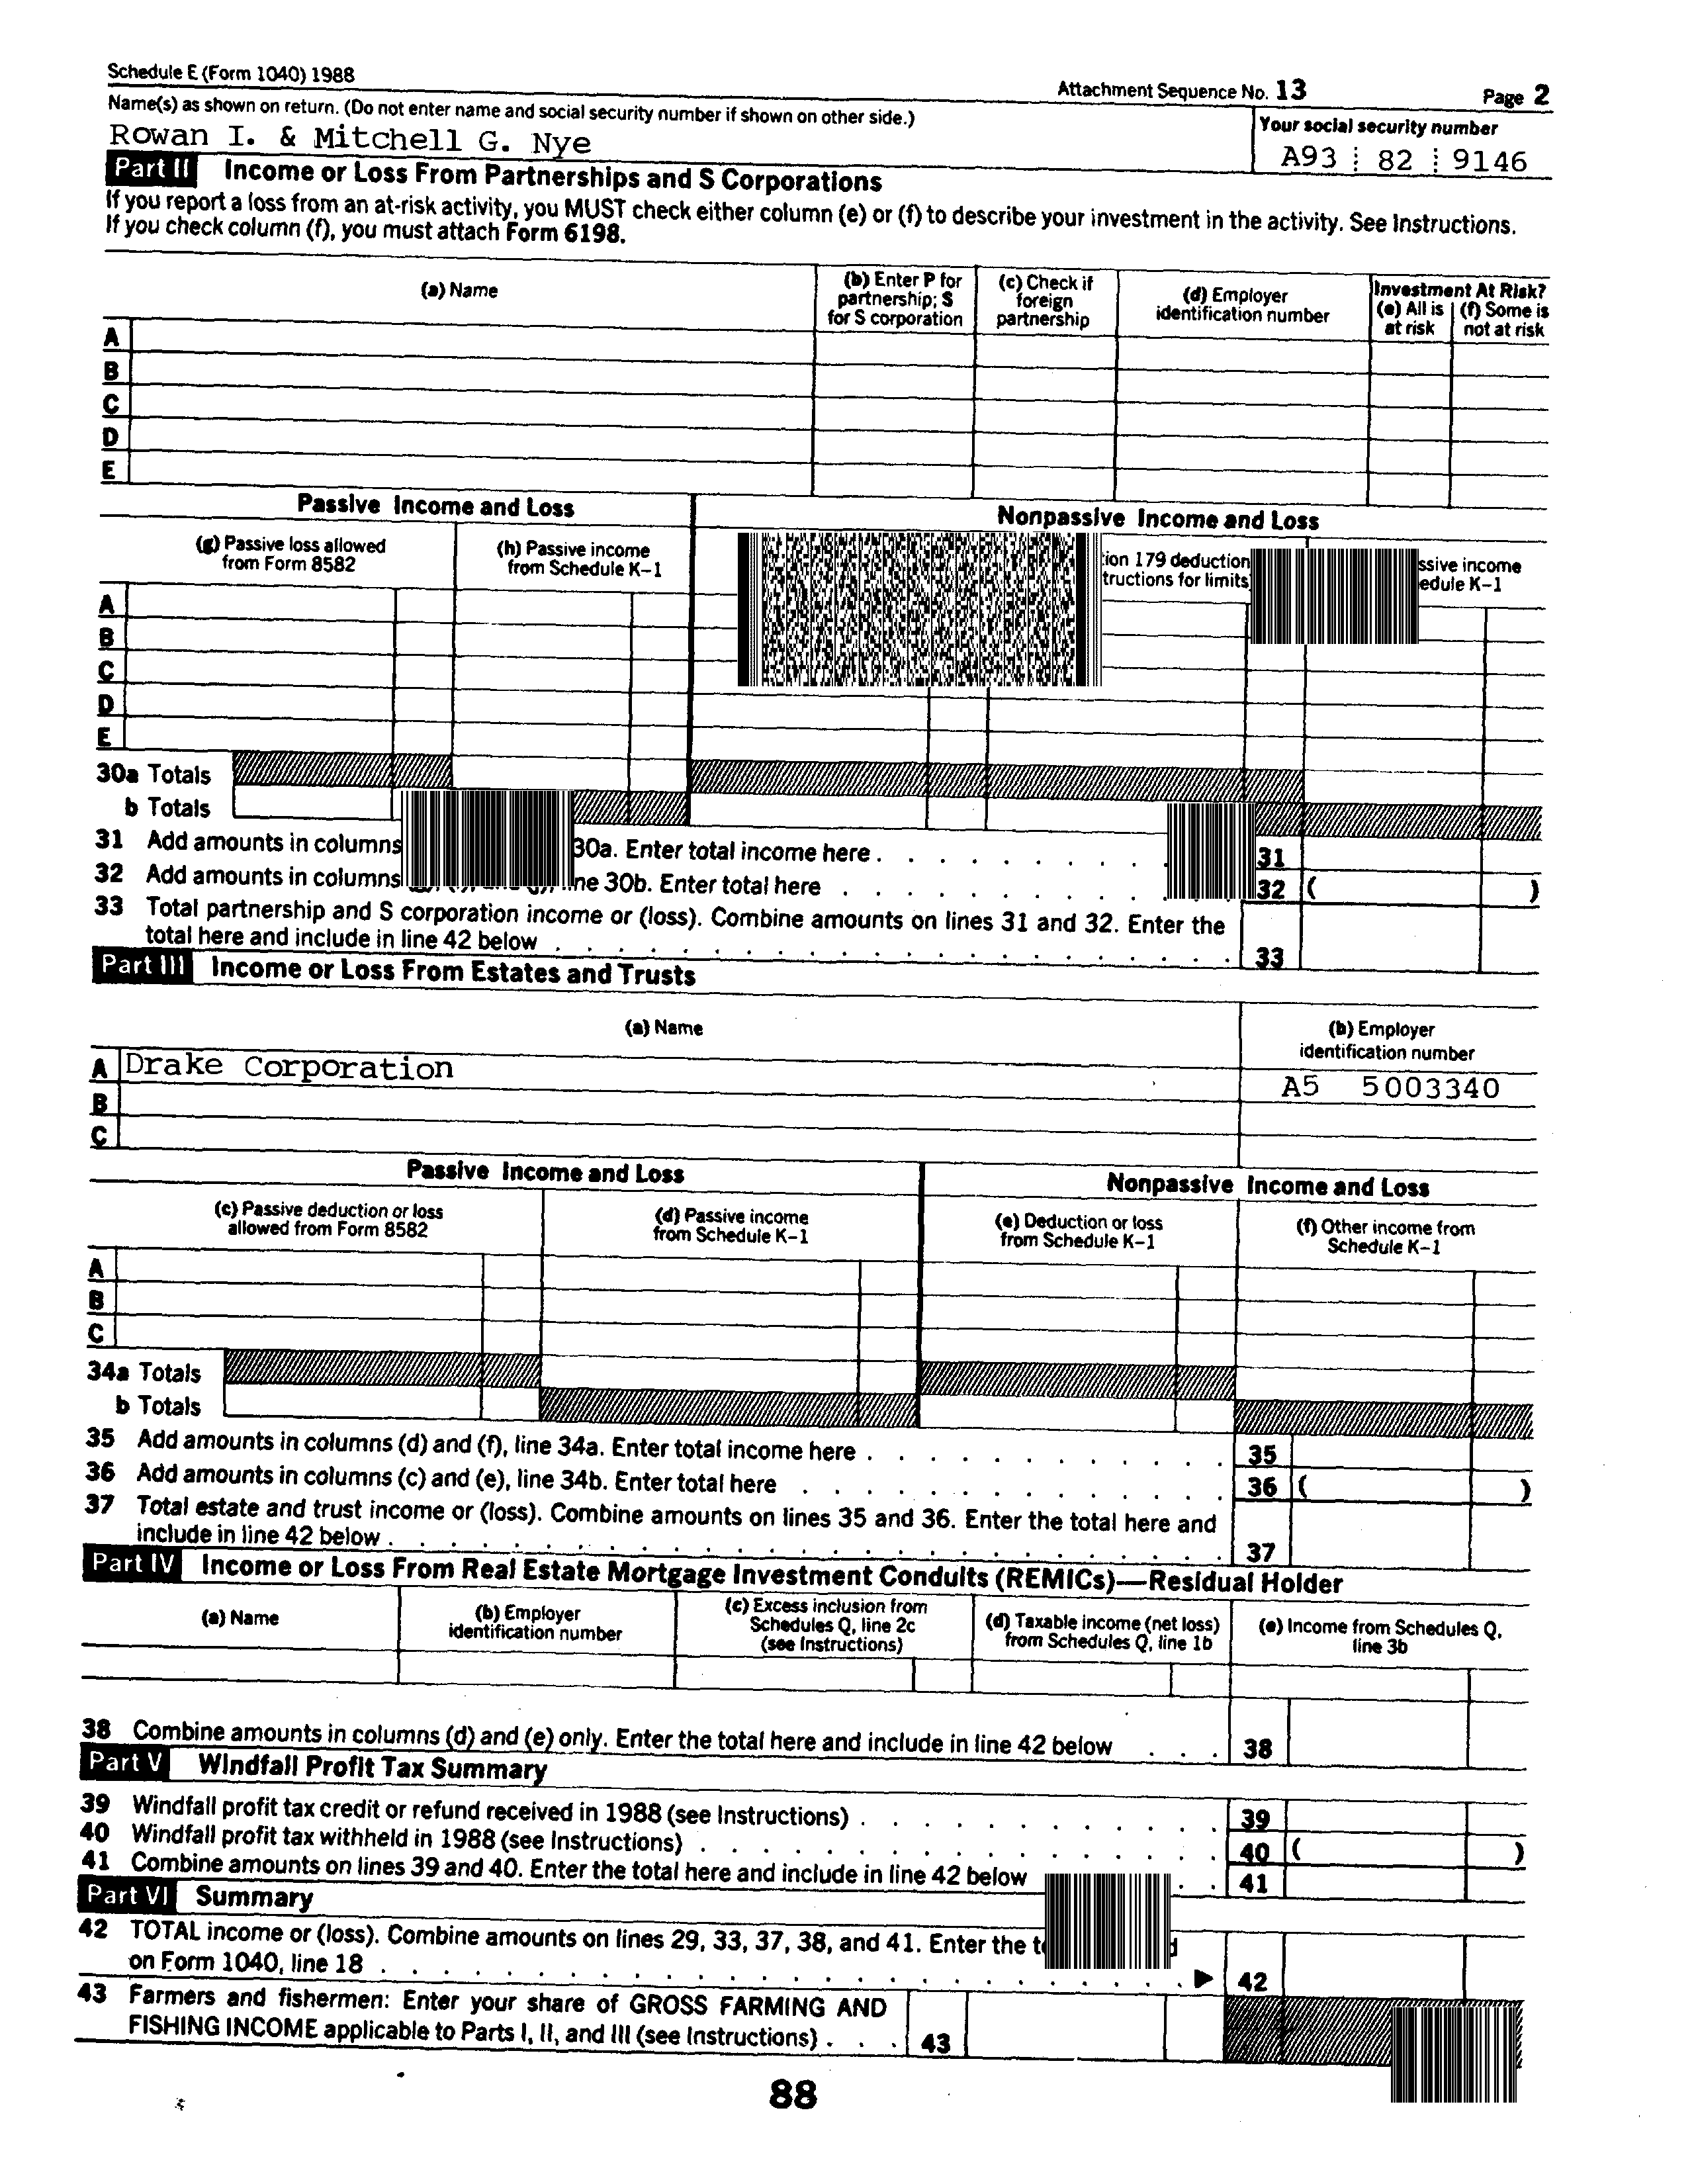 Schedule E (Form 1040) 1988
Attachment Sequence No. 13
Page 2
Name(s) as shown on return. (Do not enter name and social security number if shown on other side.)
Your social security number
Rowan I. & Mitchell G. Nye
A93 82 9146
Part II Income or Loss From Partnerships and S Corporations
If you report a loss from an at-risk activity, you MUST check either column (e) or (f) to describe your investment in the activity. See Instructions.
If you check column (f), you must attach Form 6198.
(a) Name
(b) Enter P for partnership; S for S corporation
(c) Check if foreign partnership
(d) Employer identification number
Investment At Risk?
(e) All is at risk
(f) Some is not at risk
A
B
C
D
E
Passive Income and Loss
Nonpassive Income and Loss
(g) Passive loss allowed from Form 8582
(h) Passive income from Schedule K–1
ion 179 deduction
tructions for limits
ssive income
edule K–1
A
B
C
D
E
30a Totals
b Totals
31 Add amounts in columns 30a. Enter total income here . . . . . . . . . 31
32 Add amounts in columns ne 30b. Enter total here . . . . . . . . . 32 ( )
33 Total partnership and S corporation income or (loss). Combine amounts on lines 31 and 32. Enter the
total here and include in line 42 below . . . . . . . . . . . . . . . . . 33
Part III Income or Loss From Estates and Trusts
(a) Name
(b) Employer identification number
A Drake Corporation A5 5003340
B
C
Passive Income and Loss
Nonpassive Income and Loss
(c) Passive deduction or loss allowed from Form 8582
(d) Passive income from Schedule K–1
(e) Deduction or loss from Schedule K–1
(f) Other income from Schedule K–1
A
B
C
34a Totals
b Totals
35 Add amounts in columns (d) and (f), line 34a. Enter total income here . . . . . . . . . . . 35
36 Add amounts in columns (c) and (e), line 34b. Enter total here . . . . . . . . . . . . . 36 ( )
37 Total estate and trust income or (loss). Combine amounts on lines 35 and 36. Enter the total here and
include in line 42 below . . . . . . . . . . . . . . . . . . . . . . 37
Part IV Income or Loss From Real Estate Mortgage Investment Conduits (REMICs)—Residual Holder
(a) Name
(b) Employer identification number
(c) Excess inclusion from Schedules Q, line 2c (see Instructions)
(d) Taxable income (net loss) from Schedules Q, line 1b
(e) Income from Schedules Q, line 3b
38 Combine amounts in columns (d) and (e) only. Enter the total here and include in line 42 below . . . 38
Part V Windfall Profit Tax Summary
39 Windfall profit tax credit or refund received in 1988 (see Instructions) . . . . . . . . . . . 39
40 Windfall profit tax withheld in 1988 (see Instructions) . . . . . . . . . . . . . . . . 40 ( )
41 Combine amounts on lines 39 and 40. Enter the total here and include in line 42 below . . 41
Part VI Summary
42 TOTAL income or (loss). Combine amounts on lines 29, 33, 37, 38, and 41. Enter the
on Form 1040, line 18 . . . . . . . . . . . . . . . . . . . . . . ▶ 42
43 Farmers and fishermen: Enter your share of GROSS FARMING AND
FISHING INCOME applicable to Parts I, II, and III (see Instructions) . . . 43
88